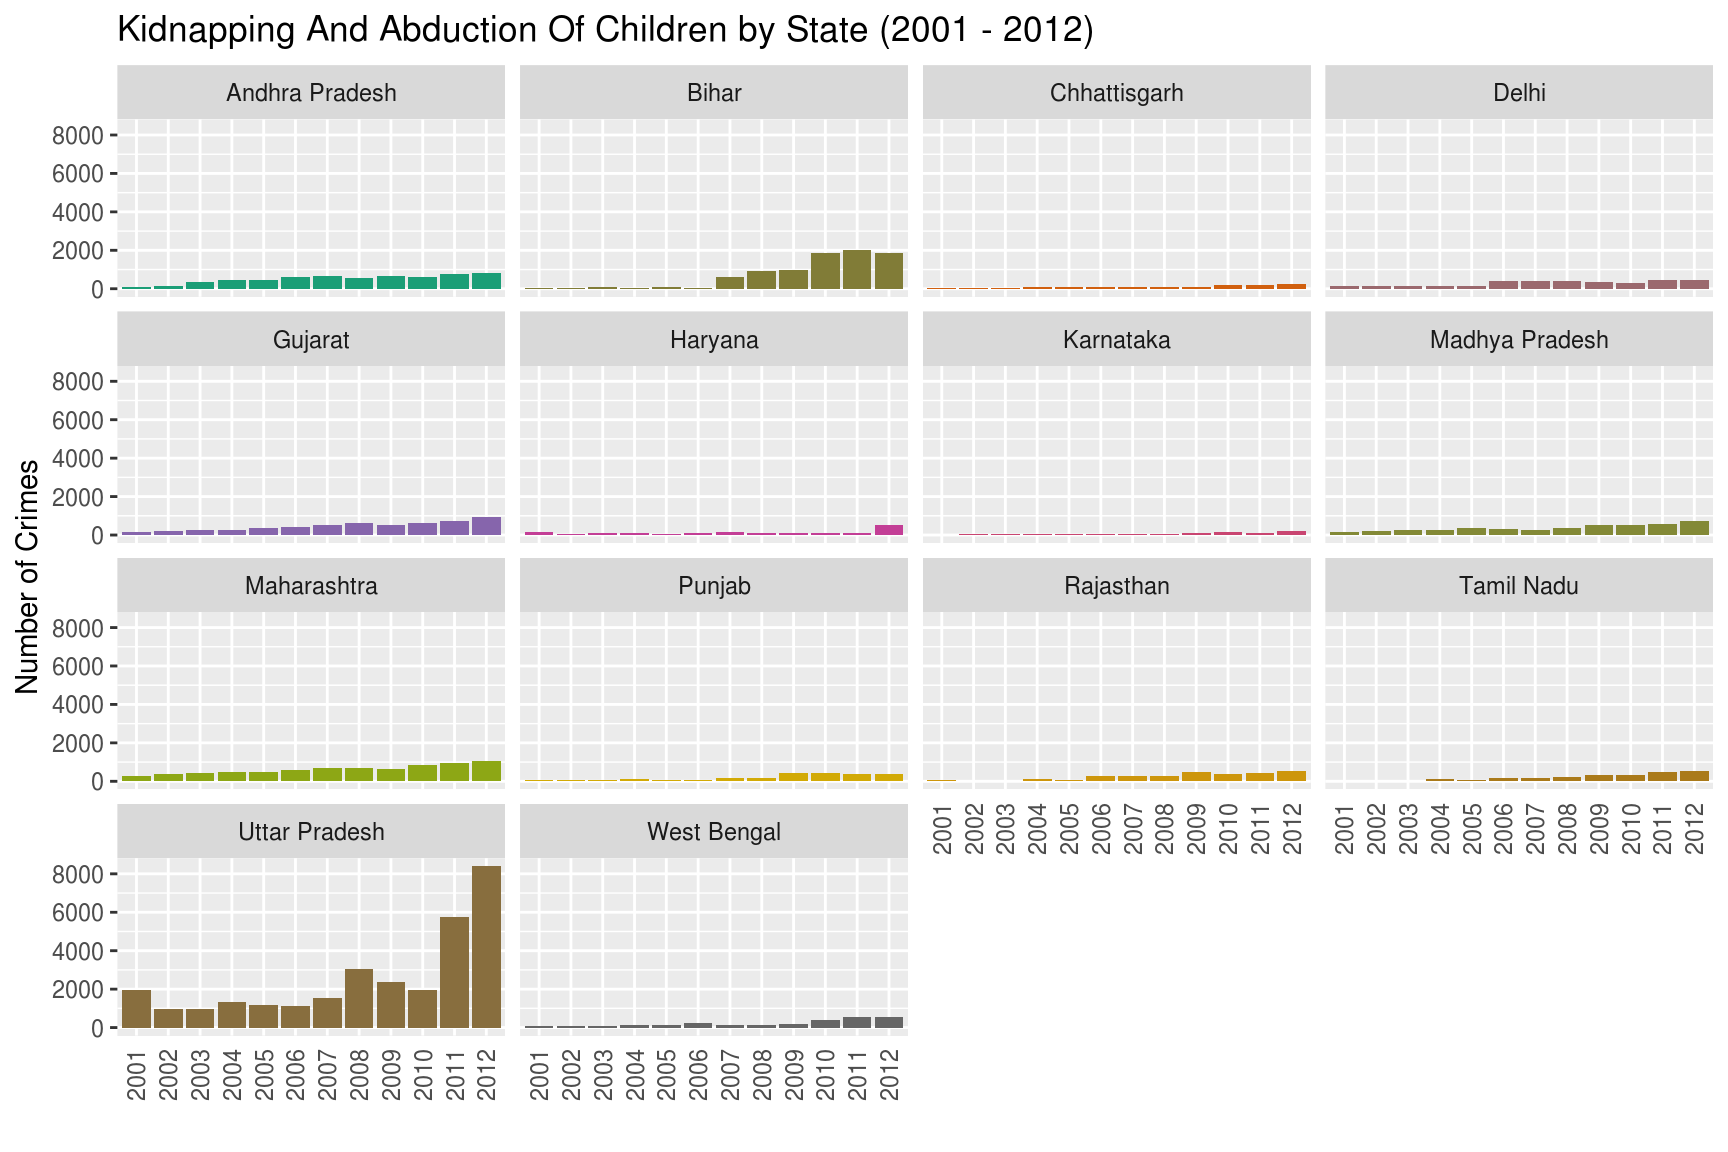 Kidnapping And Abduction Of Children by State (2001 - 2012)
Number of Crimes
Andhra Pradesh Bihar Chhattisgarh Delhi
8000
6000
4000
2000
0
Gujarat Haryana Karnataka Madhya Pradesh
8000
6000
4000
2000
0
Maharashtra Punjab Rajasthan Tamil Nadu
8000
6000
4000
2000
0
2001 2002 2003 2004 2005 2006 2007 2008 2009 2010 2011 2012 2001 2002 2003 2004 2005 2006 2007 2008 2009 2010 2011 2012
Uttar Pradesh West Bengal
8000
6000
4000
2000
0
2001 2002 2003 2004 2005 2006 2007 2008 2009 2010 2011 2012 2001 2002 2003 2004 2005 2006 2007 2008 2009 2010 2011 2012